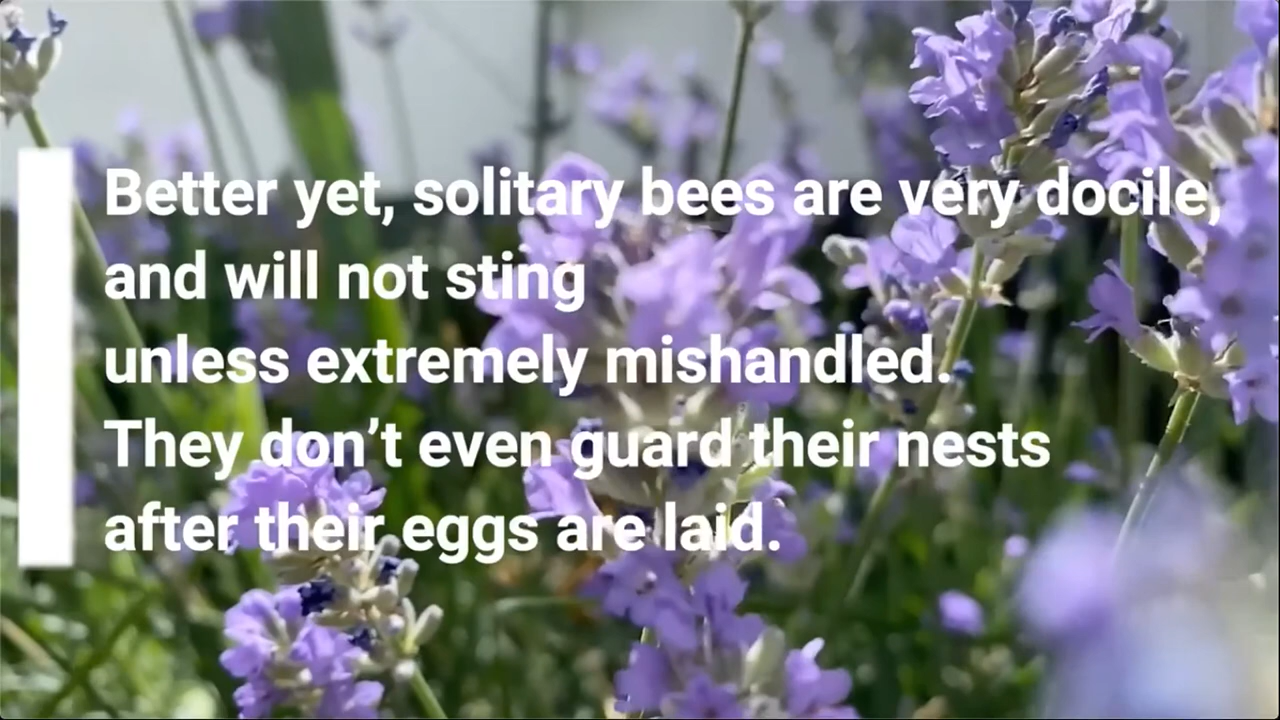 Better yet, solitary bees are very docile,
and will not sting
unless extremely mishandled.
They don’t even guard their nests
after their eggs are laid.